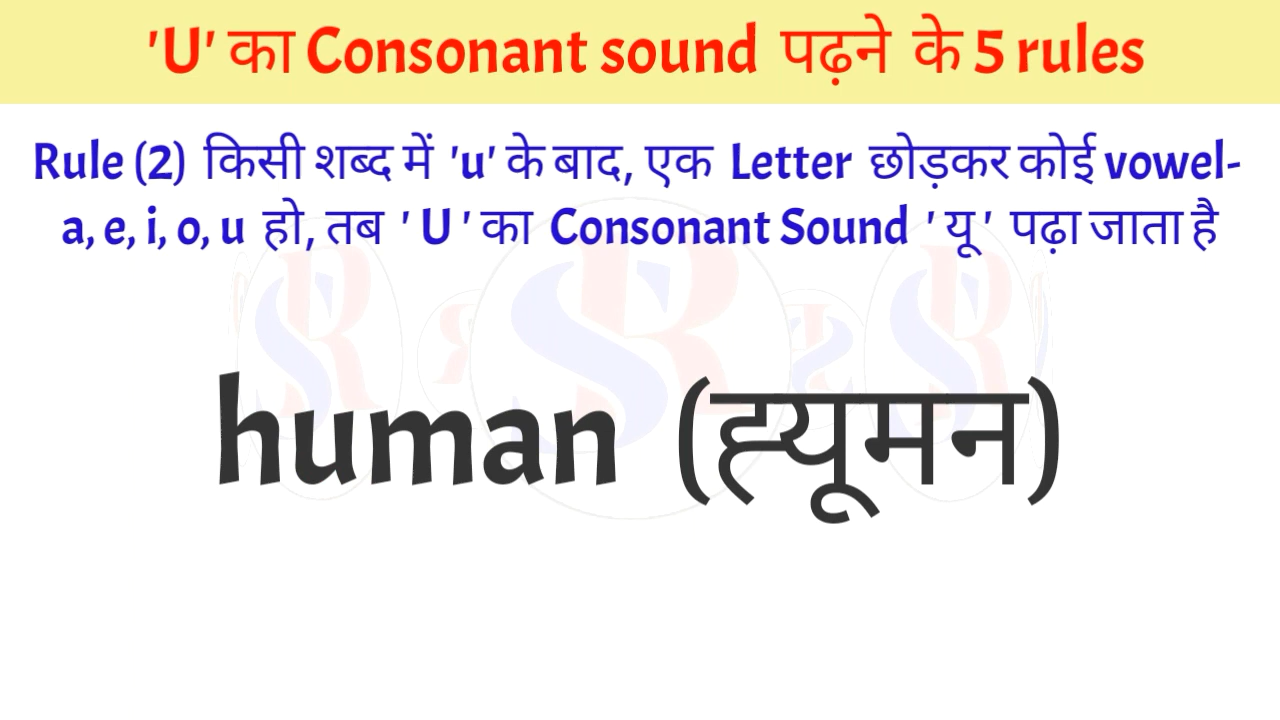 'U' का Consonant sound पढ़ने के 5 rules
Rule (2) किसी शब्द में 'u' के बाद, एक Letter छोड़कर कोई vowel-
a, e, i, o, u हो, तब ' U ' का Consonant Sound ' यू ' पढ़ा जाता है
human (ह्यूमन)